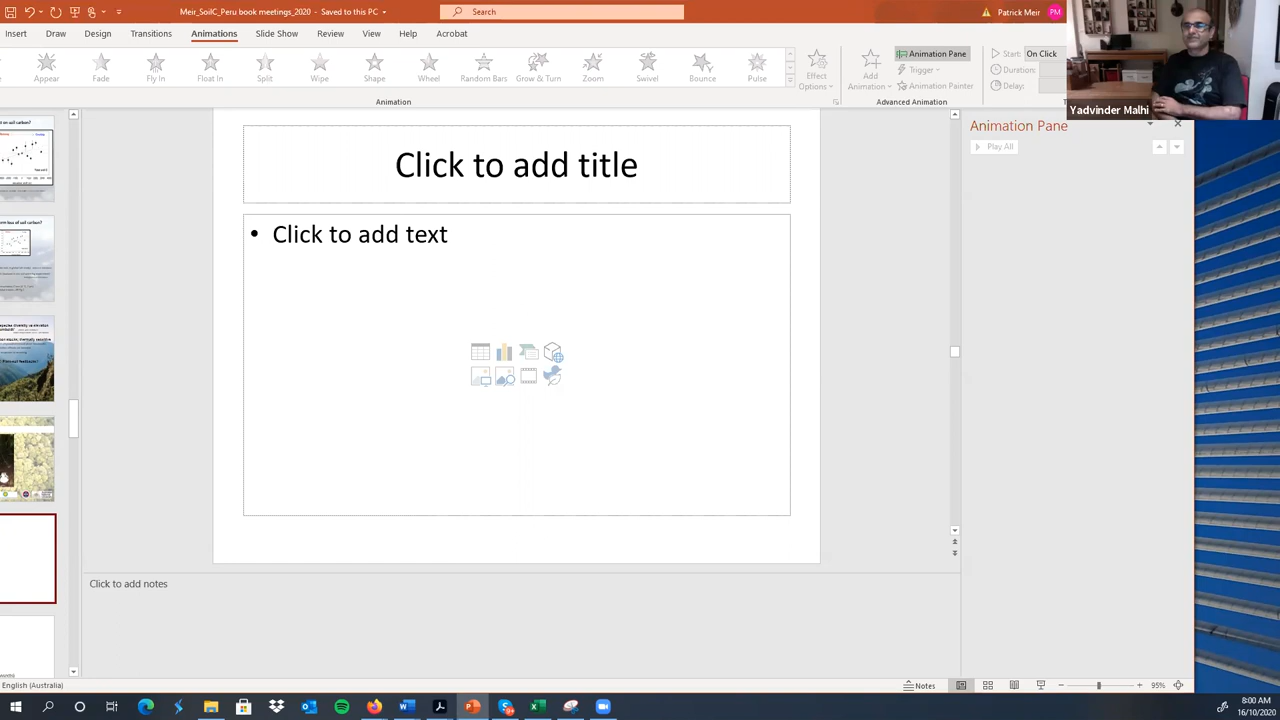 Meir_SoilC_Peru book meetings_2020 - Saved to this PC
Search
Patrick Meir PM
Insert Draw Design Transitions Animations Slide Show Review View Help Acrobat
Appear Fade Fly In Float In Split Wipe Shape Wheel Random Bars Grow & Turn Zoom Swivel Bounce Pulse
Effect
Options
Add
Animation
Animation Pane
Trigger
Animation Painter
Start: On Click
Duration:
Delay:
Animation
Advanced Animation
Yadvinder Malhi
Animation Pane
Play All
Click to add title
• Click to add text
Click to add notes
English (Australia)
Notes
95%
8:00 AM
16/10/2020